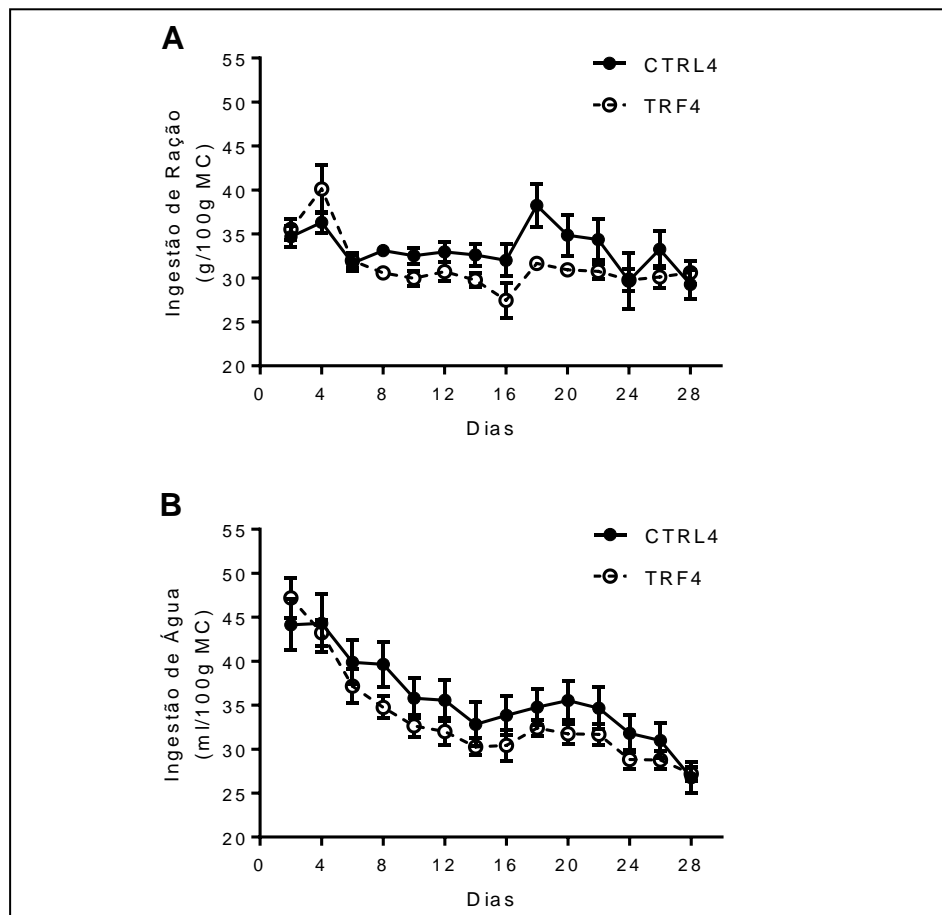 A
Ingestão de Ração
(g/100g MC)
55
50
45
40
35
30
25
20
0 4 8 12 16 20 24 28
Dias
CTRL4
TRF4
B
Ingestão de Água
(ml/100g MC)
55
50
45
40
35
30
25
20
0 4 8 12 16 20 24 28
Dias
CTRL4
TRF4